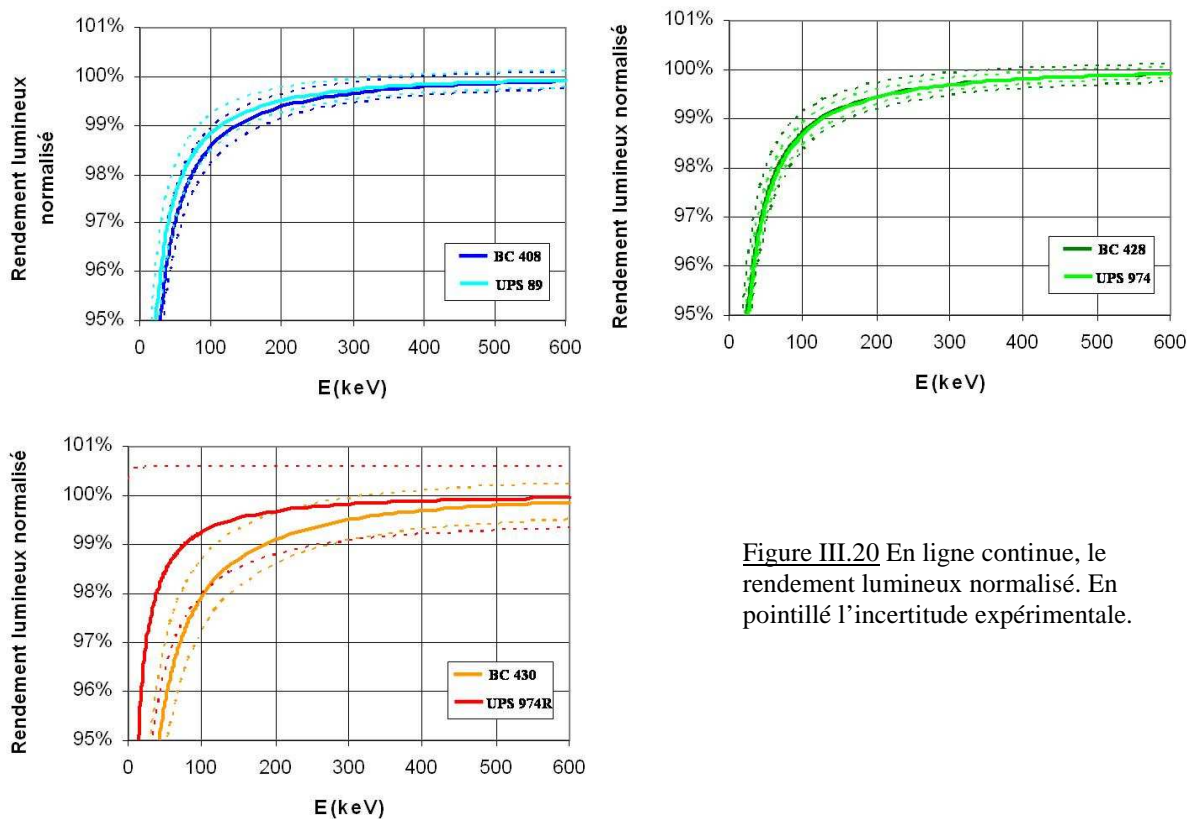 101%
100%
99%
98%
97%
96%
95%
Rendement lumineux
normalisé
BC 408
UPS 89
0 100 200 300 400 500 600
E(keV)
101%
100%
99%
98%
97%
96%
95%
Rendement lumineux normalisé
BC 428
UPS 974
0 100 200 300 400 500 600
E(keV)
101%
100%
99%
98%
97%
96%
95%
Rendement lumineux normalisé
BC 430
UPS 974R
0 100 200 300 400 500 600
E(keV)
Figure III.20 En ligne continue, le
rendement lumineux normalisé. En
pointillé l’incertitude expérimentale.